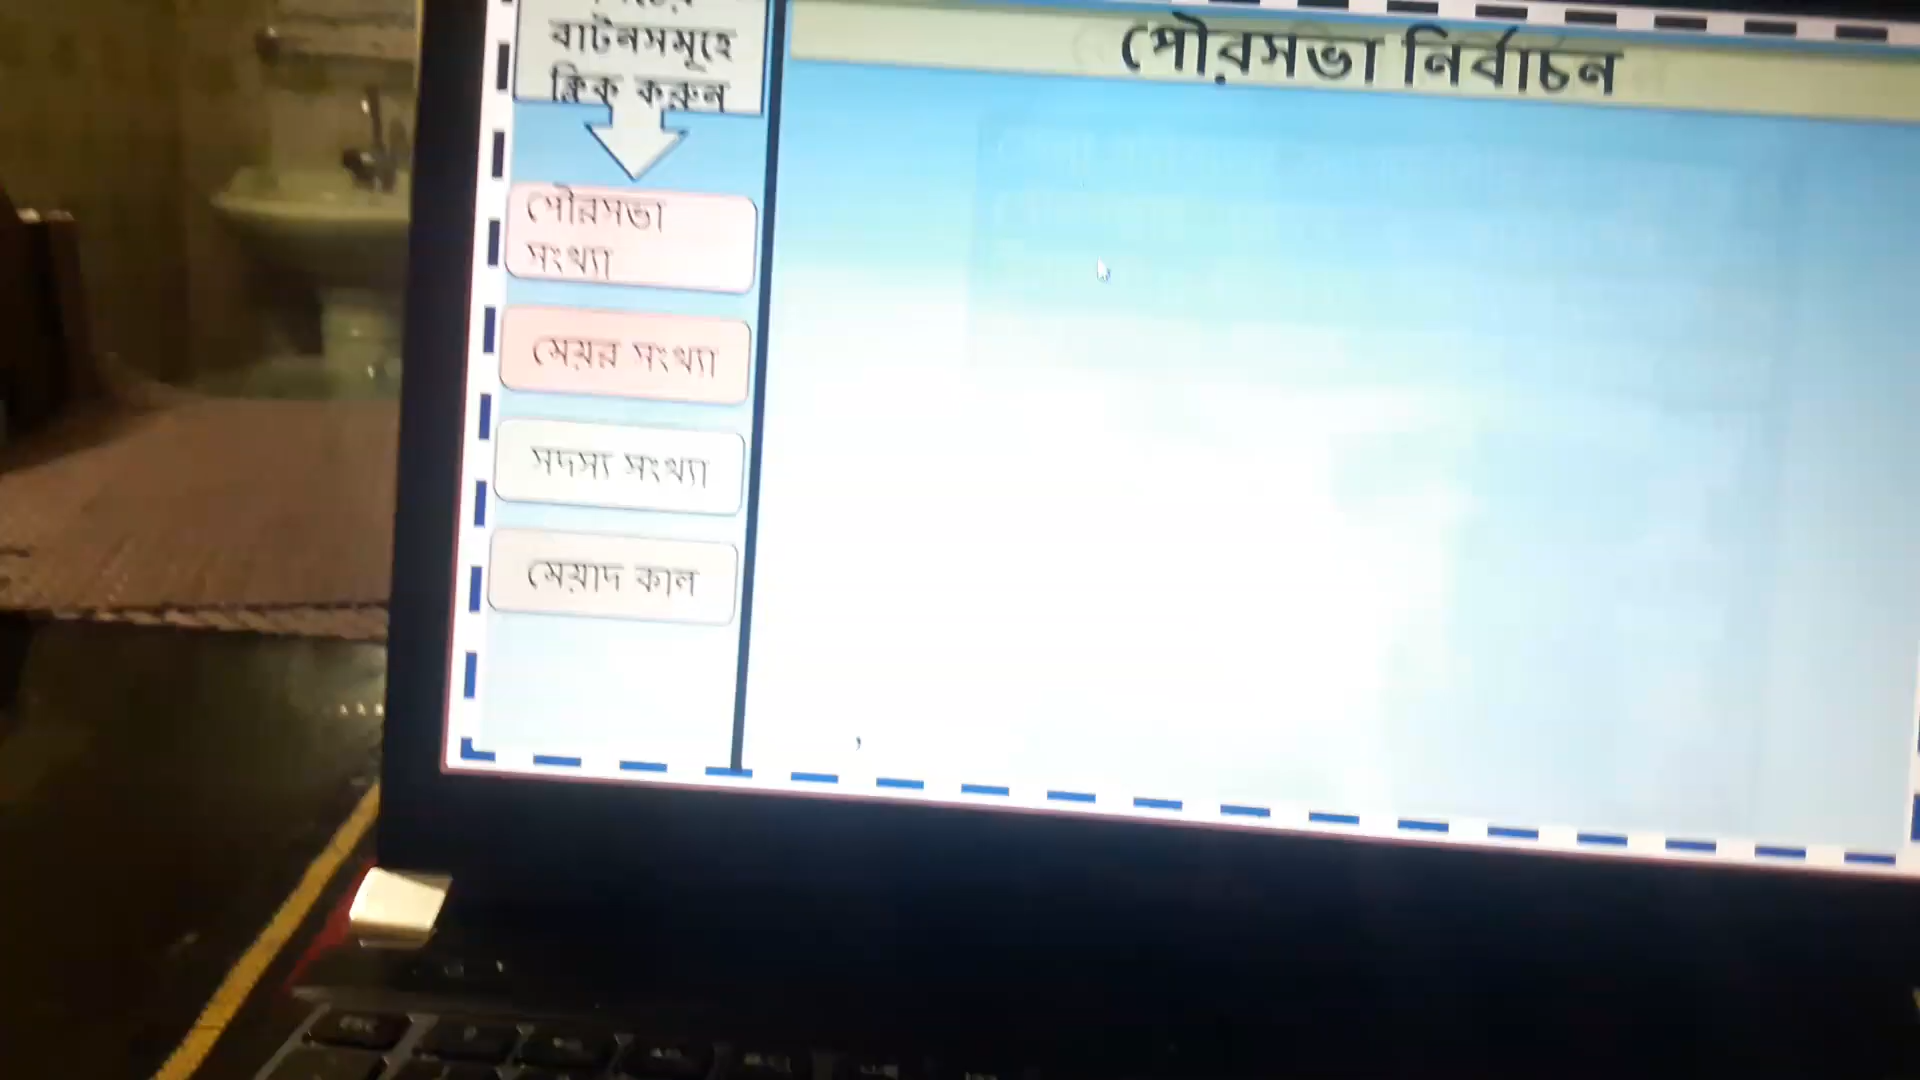 বাটনসমূহে
ক্লিক করুন
পৌরসভা নির্বাচন
পৌরসভা
সংখ্যা
মেয়র সংখ্যা
সদস্য সংখ্যা
মেয়াদ কাল